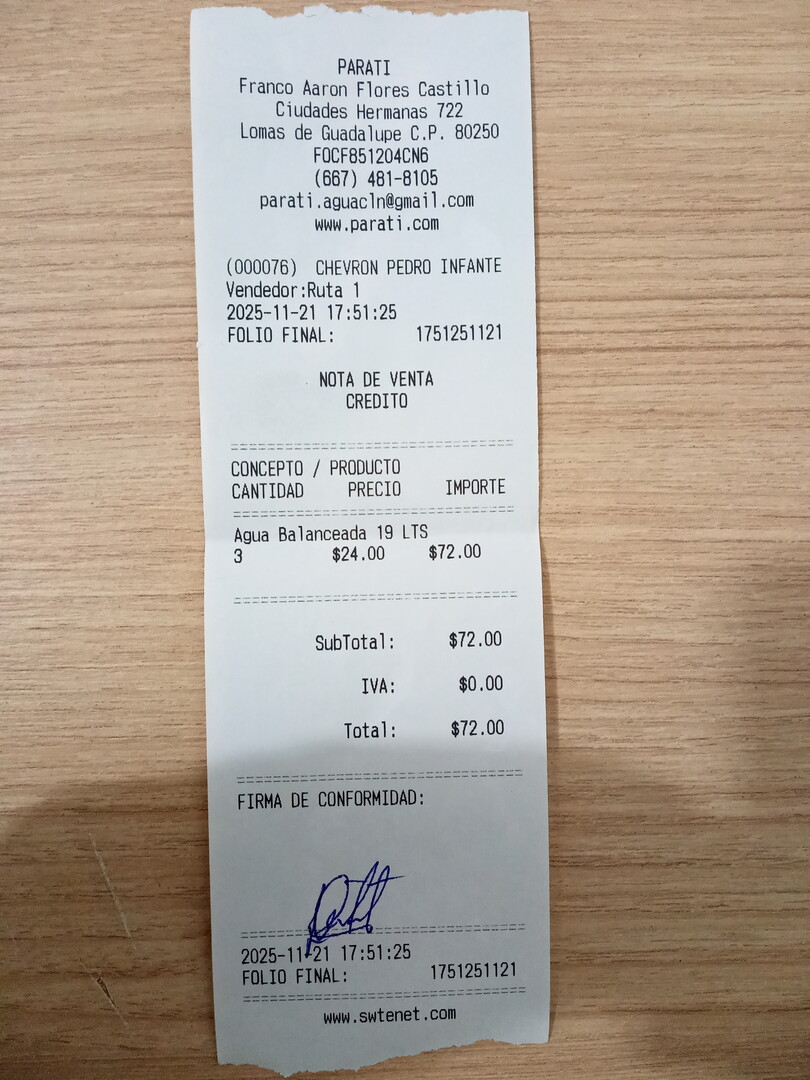 PARATI
Franco Aaron Flores Castillo
Ciudades Hermanas 722
Lomas de Guadalupe C.P. 80250
FOCF851204CN6
(667) 481-8105
parati.aguacln@gmail.com
www.parati.com
(000076) CHEVRON PEDRO INFANTE
Vendedor:Ruta 1
2025-11-21 17:51:25
FOLIO FINAL: 1751251121
NOTA DE VENTA
CREDITO
CONCEPTO / PRODUCTO
CANTIDAD PRECIO IMPORTE
Agua Balanceada 19 LTS
3 $24.00 $72.00
SubTotal: $72.00
IVA: $0.00
Total: $72.00
FIRMA DE CONFORMIDAD:
2025-11-21 17:51:25
FOLIO FINAL: 1751251121
www.swtenet.com